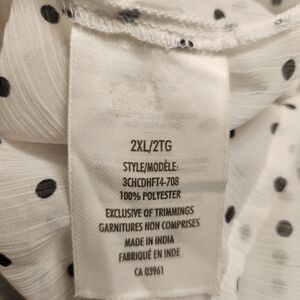 2XL/2TG
STYLE/MODÈLE:
3CHCDHFT4-708
100% POLYESTER
EXCLUSIVE OF TRIMMINGS
GARNITURES NON COMPRISES
MADE IN INDIA
FABRIQUÉ EN INDE
CA 03961